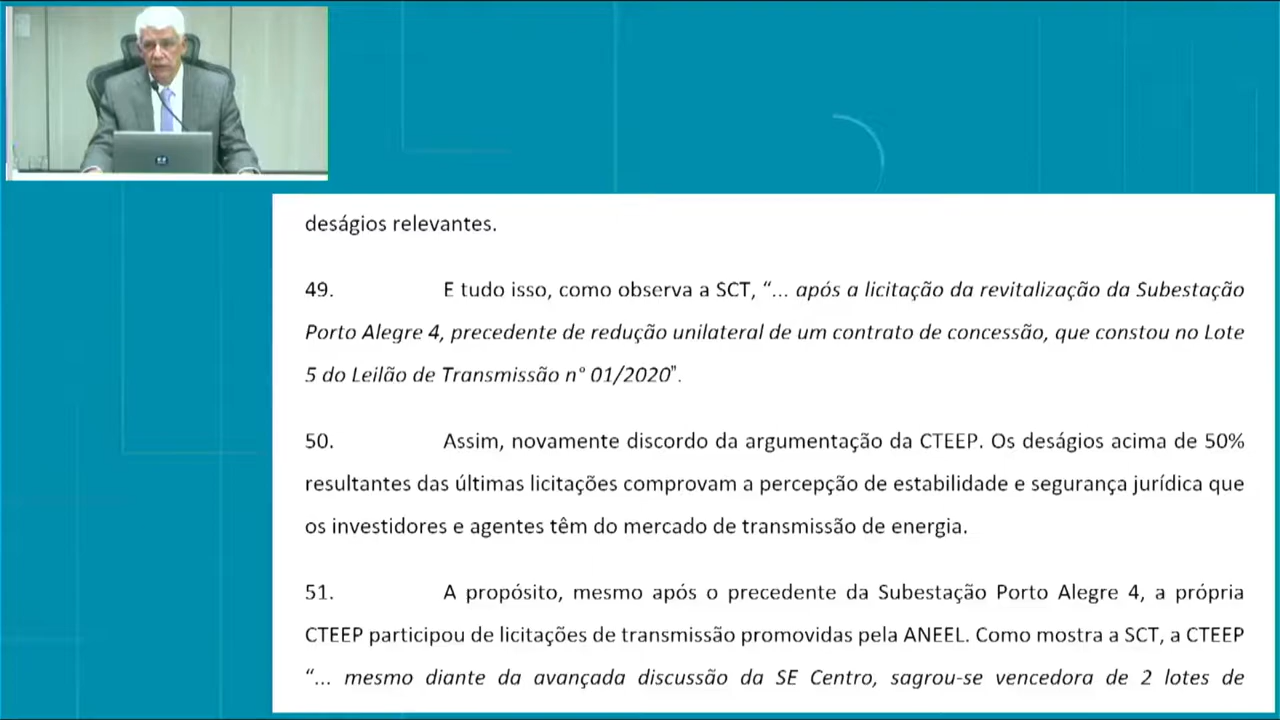 deságios relevantes.
49. E tudo isso, como observa a SCT, “... após a licitação da revitalização da Subestação
Porto Alegre 4, precedente de redução unilateral de um contrato de concessão, que constou no Lote
5 do Leilão de Transmissão n° 01/2020”.
50. Assim, novamente discordo da argumentação da CTEEP. Os deságios acima de 50%
resultantes das últimas licitações comprovam a percepção de estabilidade e segurança jurídica que
os investidores e agentes têm do mercado de transmissão de energia.
51. A propósito, mesmo após o precedente da Subestação Porto Alegre 4, a própria
CTEEP participou de licitações de transmissão promovidas pela ANEEL. Como mostra a SCT, a CTEEP
“... mesmo diante da avançada discussão da SE Centro, sagrou-se vencedora de 2 lotes de